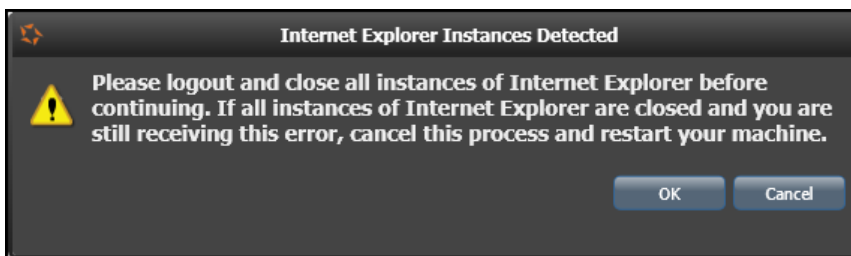 Internet Explorer Instances Detected
Please logout and close all instances of Internet Explorer before
continuing. If all instances of Internet Explorer are closed and you are
still receiving this error, cancel this process and restart your machine.
OK Cancel